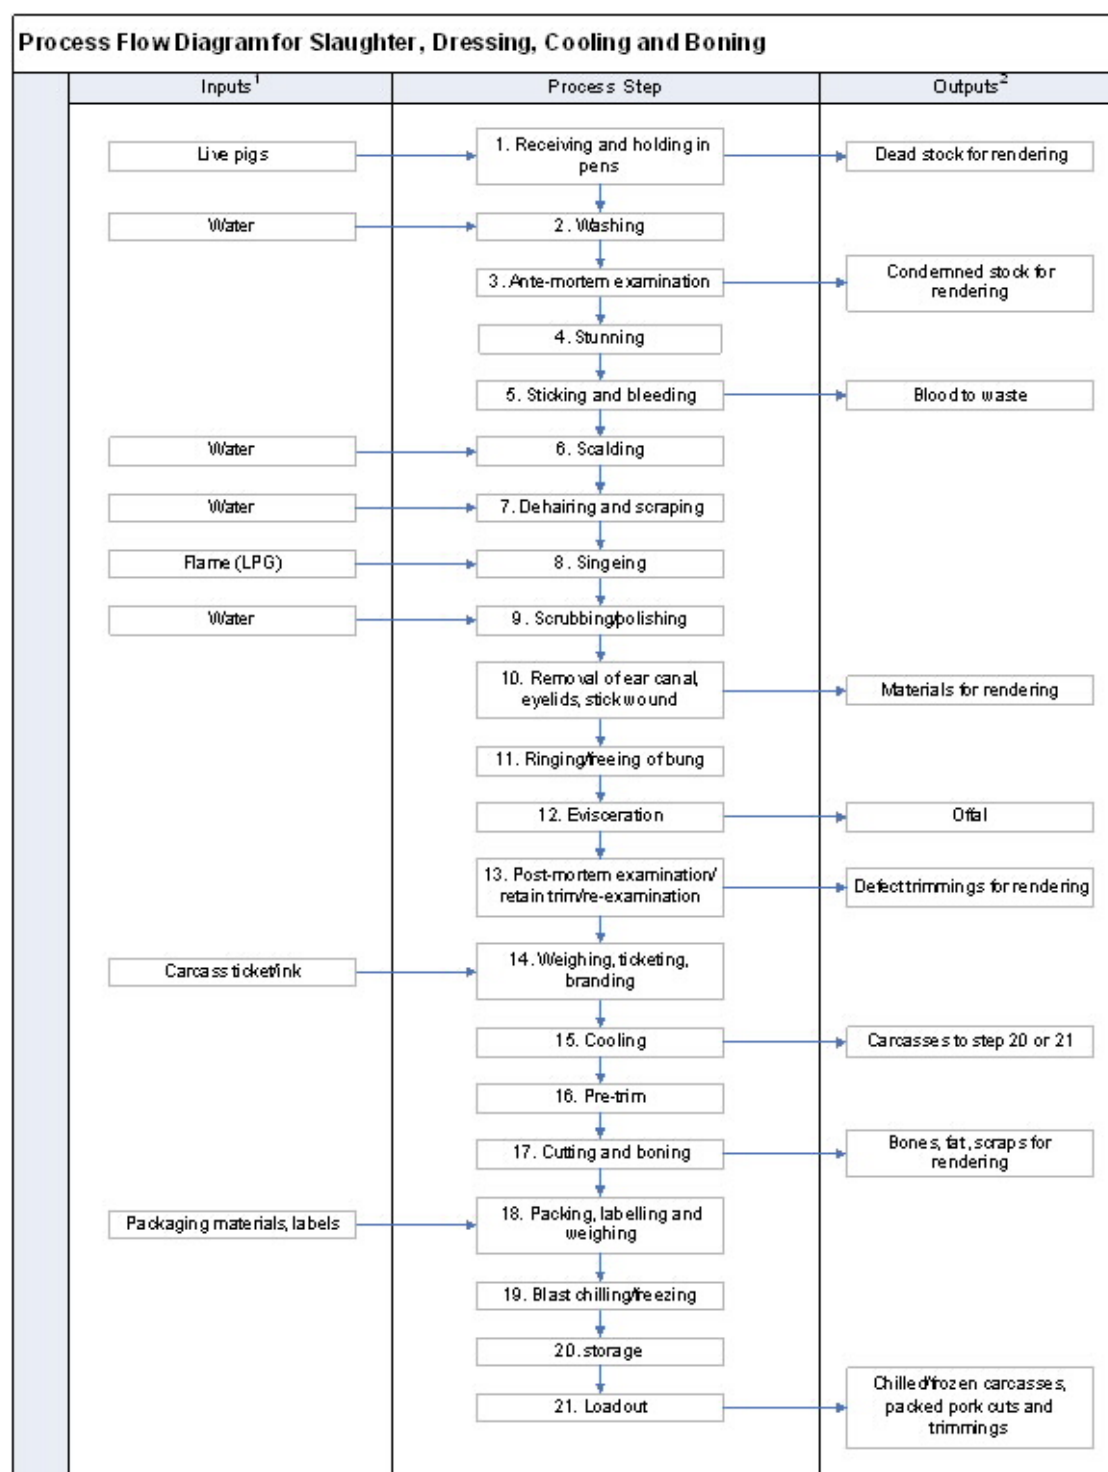 Process Flow Diagram for Slaughter, Dressing, Cooling and Boning
Inputs1
Process Step
Outputs2
Live pigs
1. Receiving and holding in
pens
Dead stock for rendering
Water
2. Washing
3. Ante-mortem examination
Condemned stock for
rendering
4. Stunning
5. Sticking and bleeding
Blood to waste
Water
6. Scalding
Water
7. Dehairing and scraping
Flame (LPG)
8. Singeing
Water
9. Scrubbing/polishing
10. Removal of ear canal,
eyelids, stick wound
Materials for rendering
11. Ringing/freeing of bung
12. Evisceration
Offal
13. Post-mortem examination/
retain trim/re-examination
Defect trimmings for rendering
Carcass ticket/ink
14. Weighing, ticketing,
branding
15. Cooling
Carcasses to step 20 or 21
16. Pre-trim
17. Cutting and boning
Bones, fat, scraps for
rendering
Packaging materials, labels
18. Packing, labelling and
weighing
19. Blast chilling/freezing
20. storage
21. Loadout
Chilled/frozen carcasses,
packed pork cuts and
trimmings